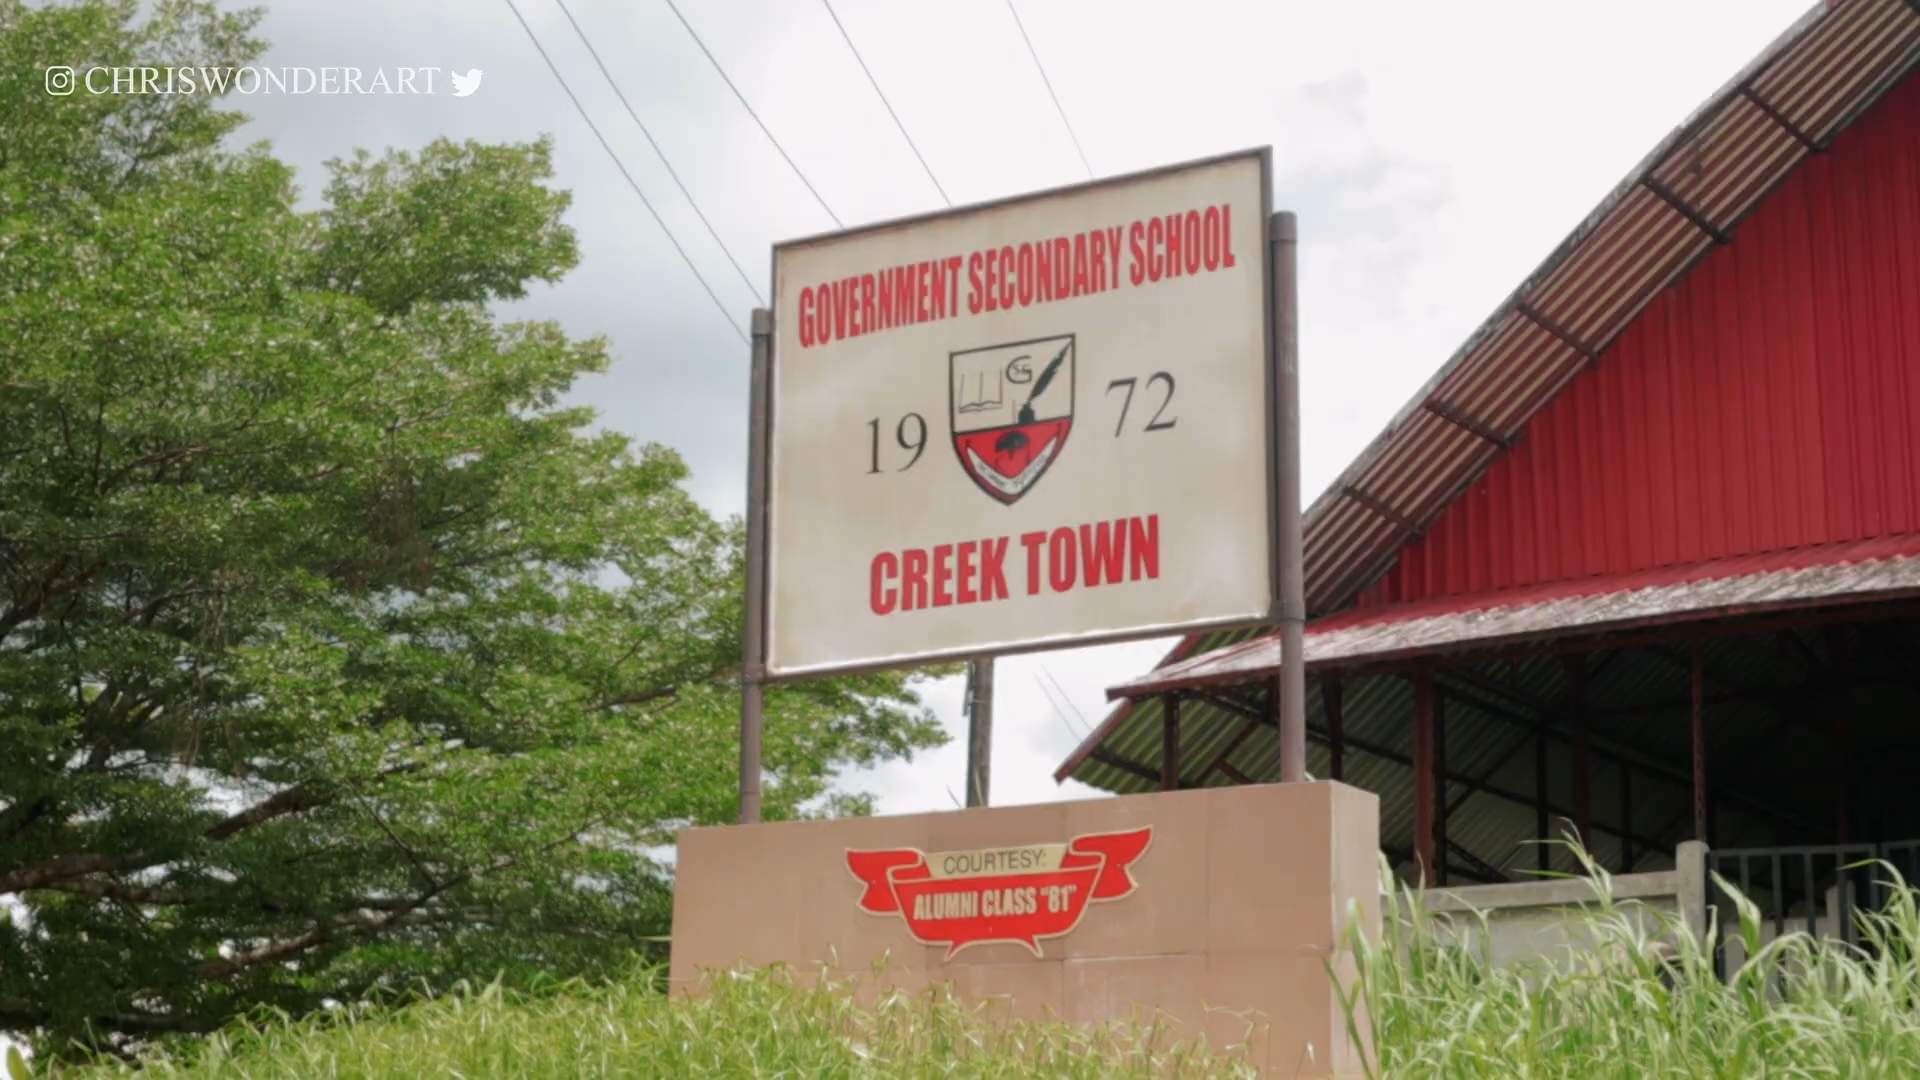 CHRISWONDERART
GOVERNMENT SECONDARY SCHOOL
19 72
CREEK TOWN
COURTESY:
ALUMNI CLASS "81"